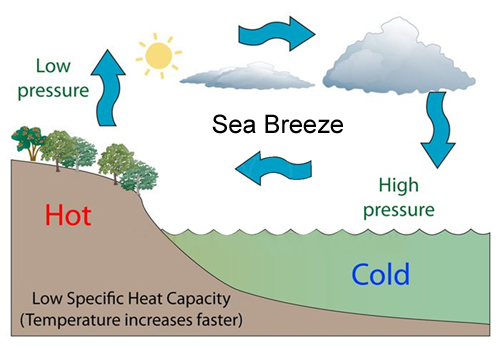 Low
pressure
Sea Breeze
High
pressure
Hot
Cold
Low Specific Heat Capacity
(Temperature increases faster)